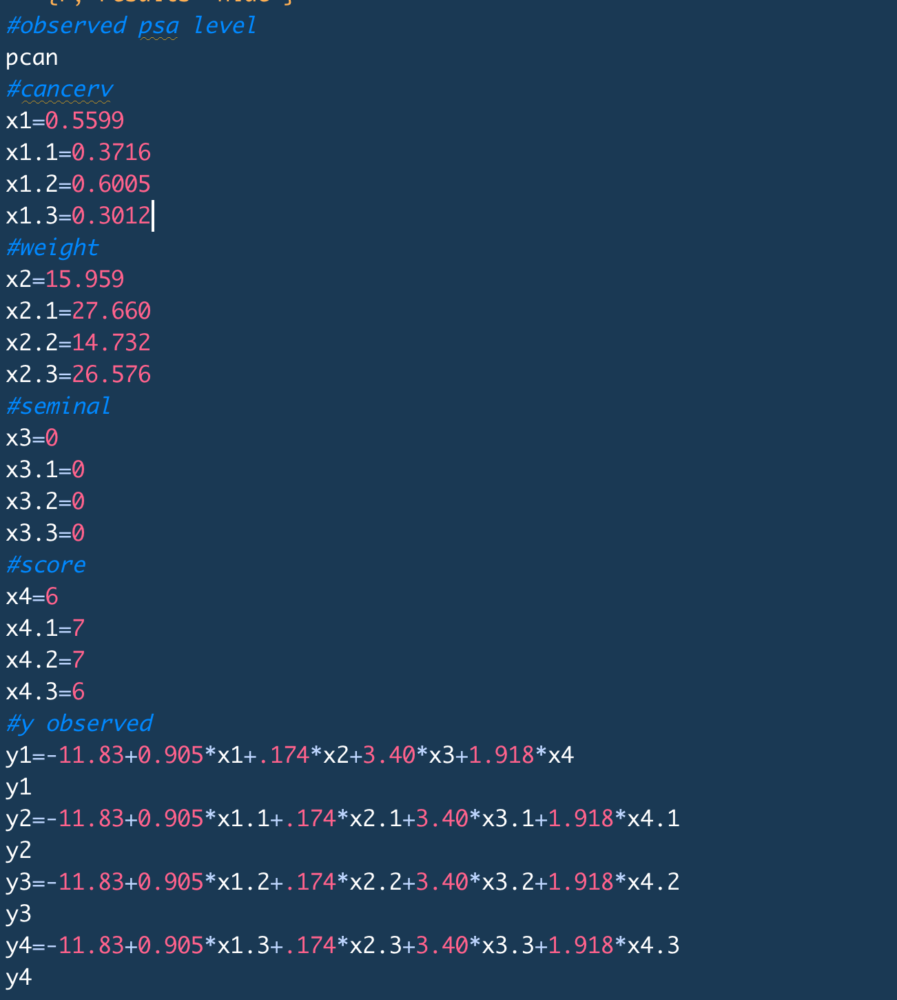 #observed psa level
pcan
#cancerv
x1=0.5599
x1.1=0.3716
x1.2=0.6005
x1.3=0.3012
#weight
x2=15.959
x2.1=27.660
x2.2=14.732
x2.3=26.576
#seminal
x3=0
x3.1=0
x3.2=0
x3.3=0
#score
x4=6
x4.1=7
x4.2=7
x4.3=6
#y observed
y1=-11.83+0.905*x1+.174*x2+3.40*x3+1.918*x4
y1
y2=-11.83+0.905*x1.1+.174*x2.1+3.40*x3.1+1.918*x4.1
y2
y3=-11.83+0.905*x1.2+.174*x2.2+3.40*x3.2+1.918*x4.2
y3
y4=-11.83+0.905*x1.3+.174*x2.3+3.40*x3.3+1.918*x4.3
y4